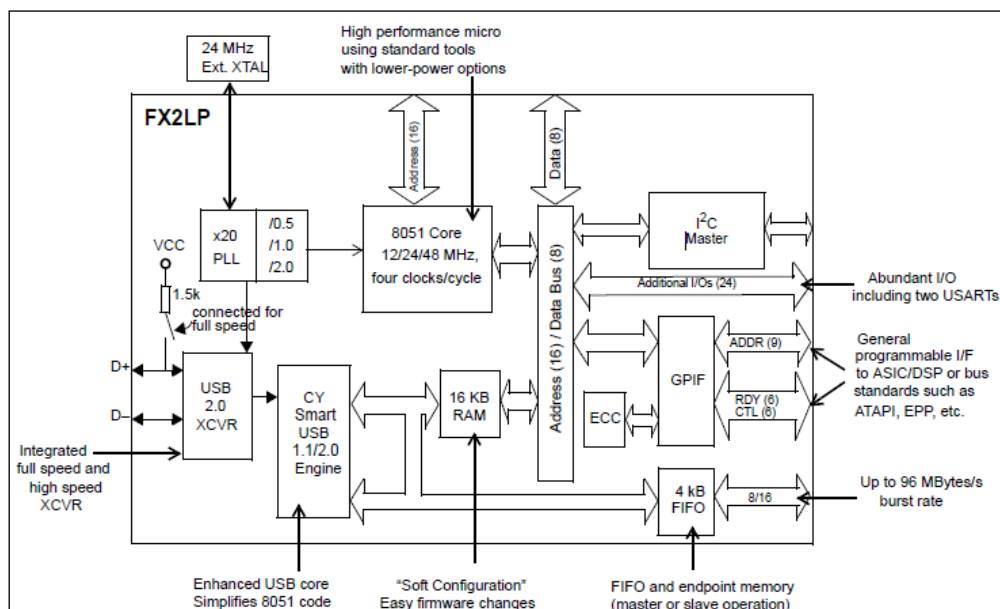 High performance micro
using standard tools
with lower-power options
24 MHz
Ext. XTAL
FX2LP
Address (16)
Data (8)
x20
PLL
/0.5
/1.0
/2.0
8051 Core
12/24/48 MHz,
four clocks/cycle
I2C
Master
VCC
1.5k
connected for
full speed
Additional I/Os (24)
Abundant I/O
including two USARTs
Address (16) / Data Bus (8)
D+
D–
USB
2.0
XCVR
CY
Smart
USB
1.1/2.0
Engine
16 KB
RAM
ECC
GPIF
ADDR (9)
RDY (6)
CTL (6)
General
programmable I/F
to ASIC/DSP or bus
standards such as
ATAPI, EPP, etc.
Integrated
full speed and
high speed
XCVR
4 kB
FIFO
8/16
Up to 96 MBytes/s
burst rate
Enhanced USB core
Simplifies 8051 code
“Soft Configuration”
Easy firmware changes
FIFO and endpoint memory
(master or slave operation)